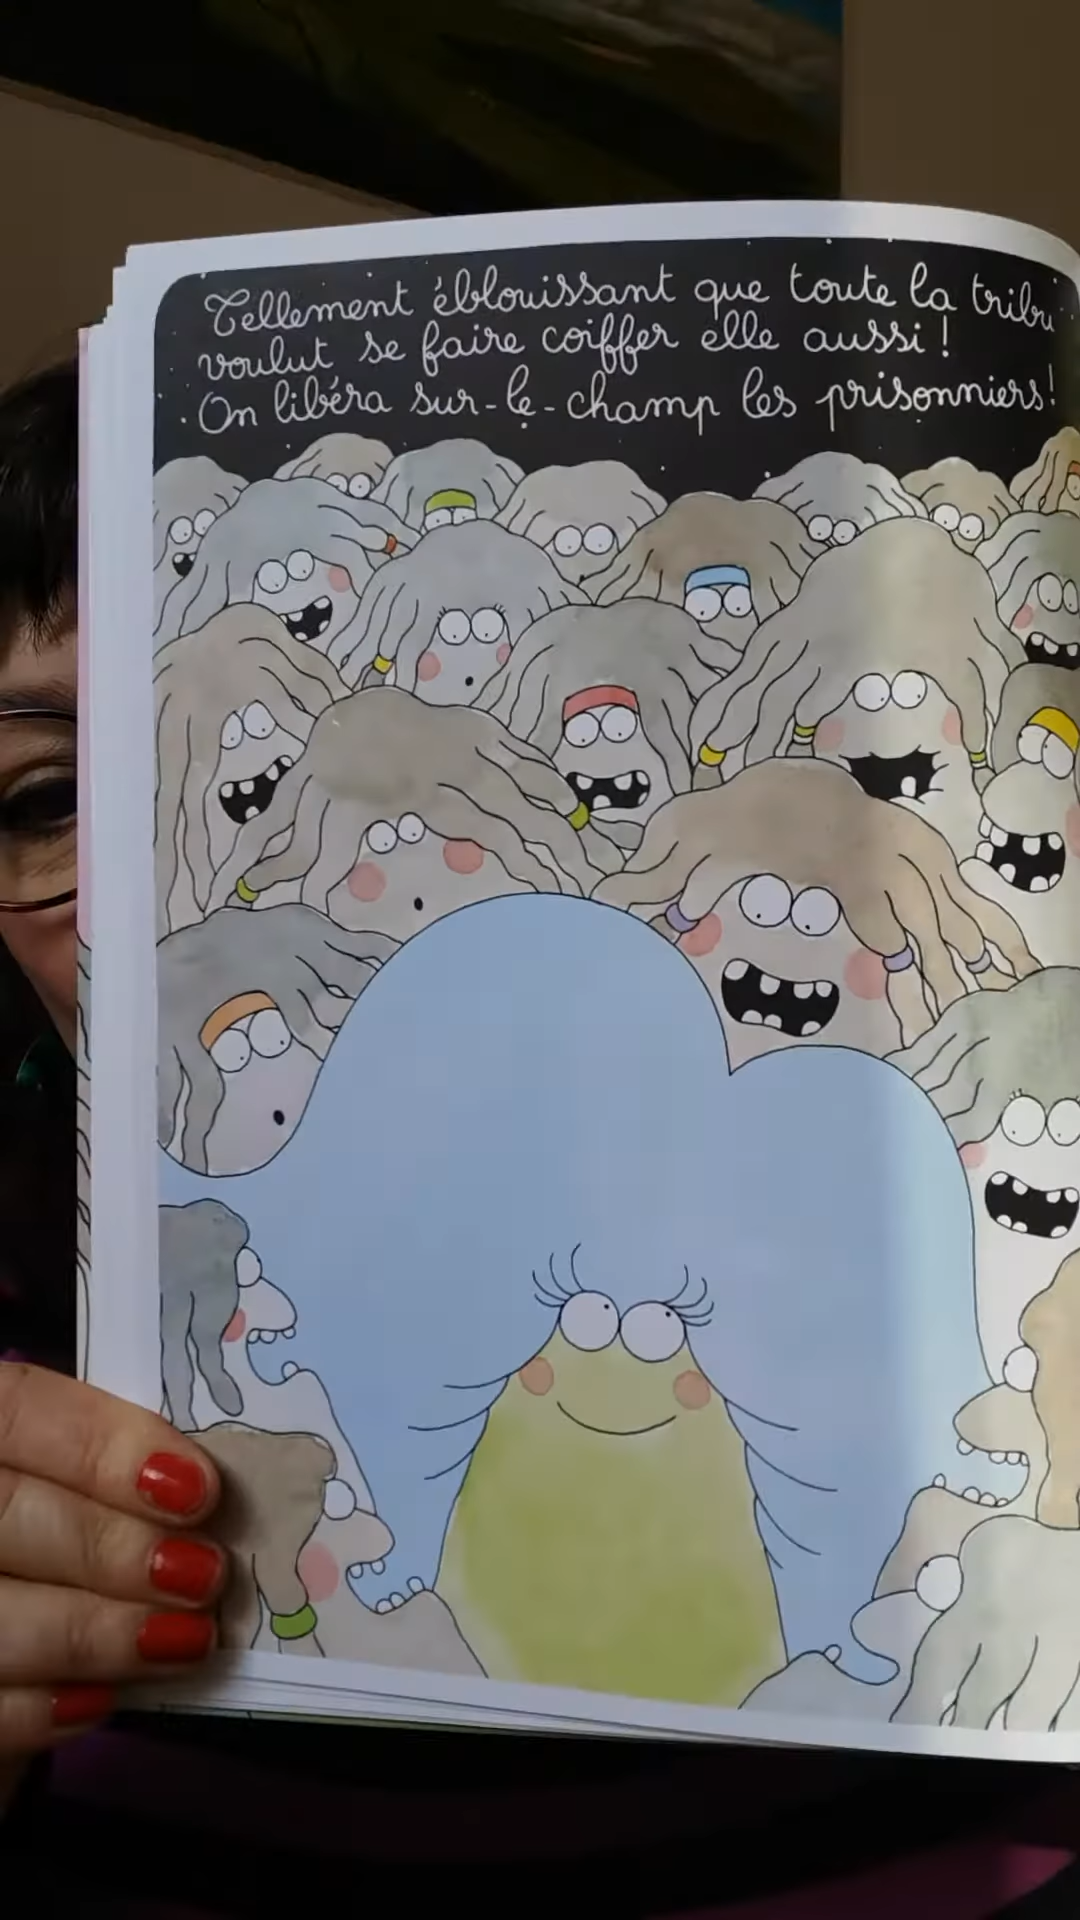 Tellement éblouissant que toute la tribu
voulut se faire coiffer elle aussi !
On libéra sur-le-champ les prisonniers!